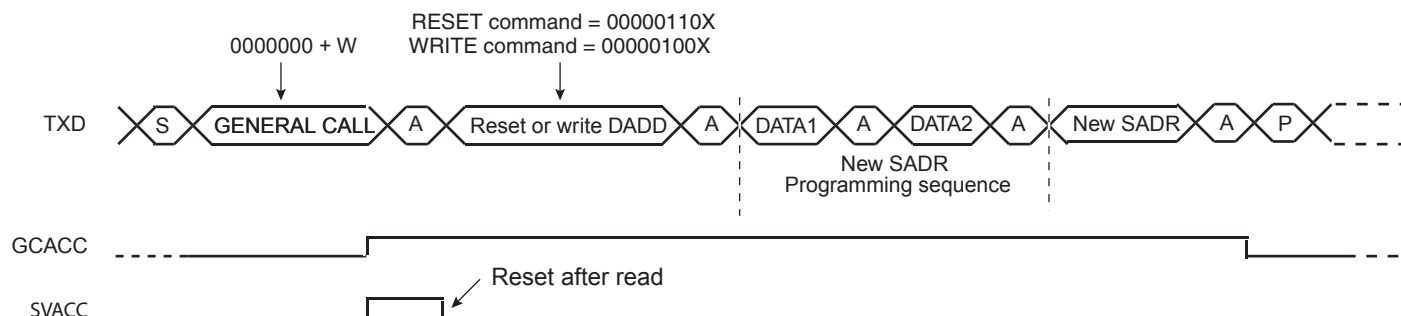 RESET command = 00000110X
0000000 + W
WRITE command = 00000100X
TXD S GENERAL CALL A Reset or write DADD A DATA1 A DATA2 A New SADR A P
New SADR
Programming sequence
GCACC
Reset after read
SVACC